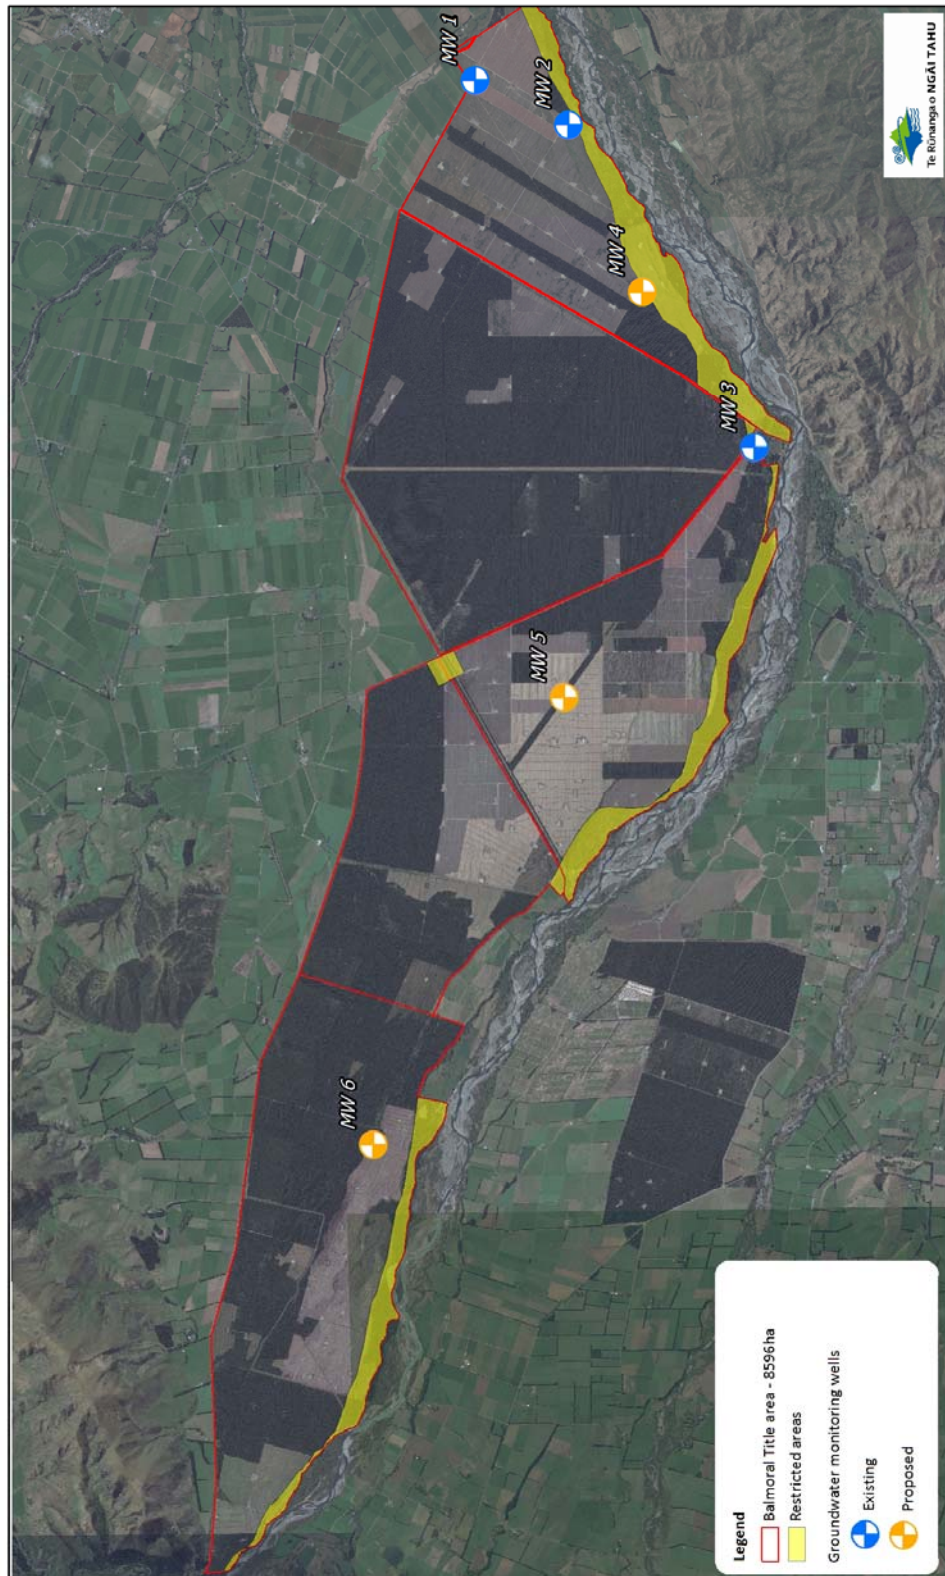 MW 1
MW 2
MW 4
MW 3
MW 5
MW 6
Te Rūnanga o NGĀI TAHU
Legend
Balmoral Title area - 8596ha
Restricted areas
Groundwater monitoring wells
Existing
Proposed